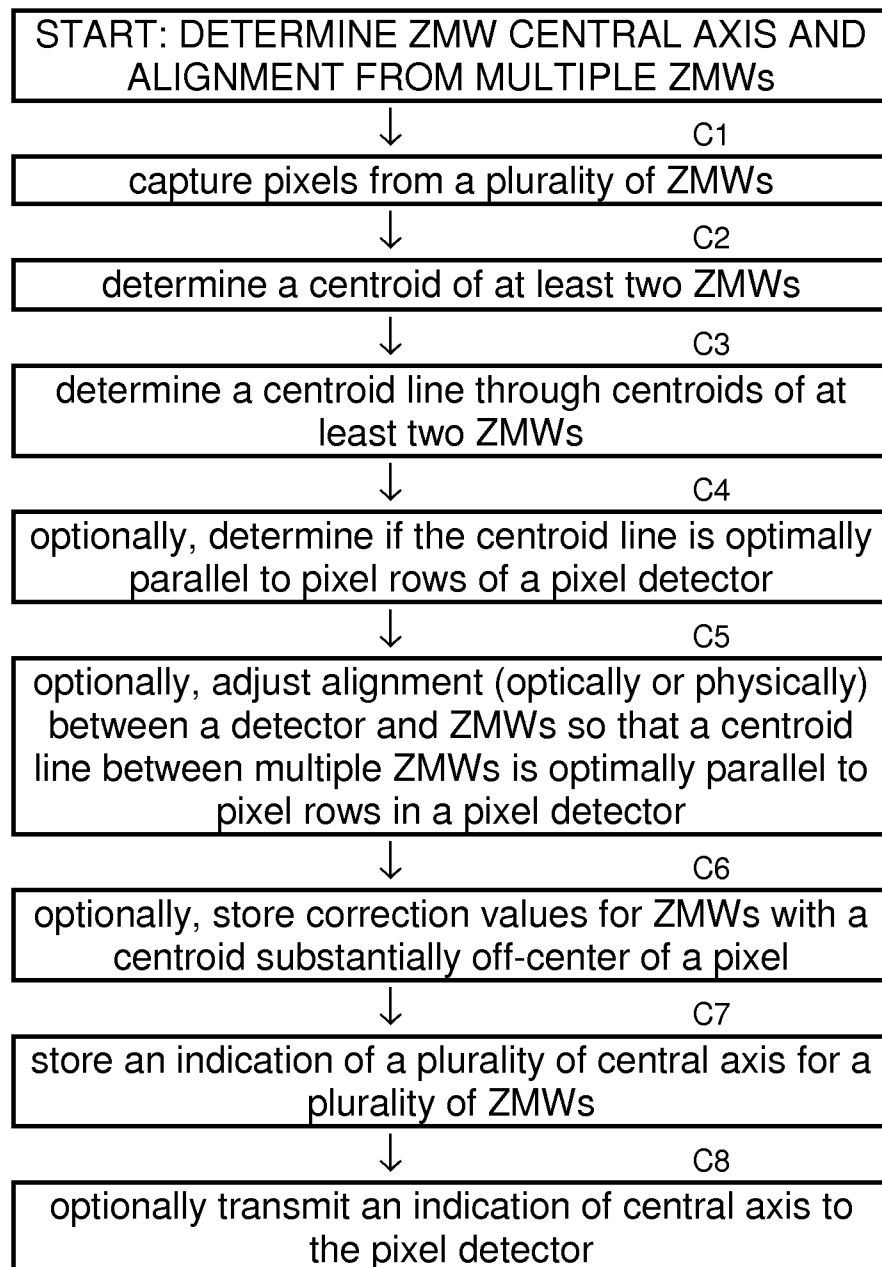 START: DETERMINE ZMW CENTRAL AXIS AND
ALIGNMENT FROM MULTIPLE ZMWs
↓ C1
capture pixels from a plurality of ZMWs
↓ C2
determine a centroid of at least two ZMWs
↓ C3
determine a centroid line through centroids of at
least two ZMWs
↓ C4
optionally, determine if the centroid line is optimally
parallel to pixel rows of a pixel detector
↓ C5
optionally, adjust alignment (optically or physically)
between a detector and ZMWs so that a centroid
line between multiple ZMWs is optimally parallel to
pixel rows in a pixel detector
↓ C6
optionally, store correction values for ZMWs with a
centroid substantially off-center of a pixel
↓ C7
store an indication of a plurality of central axis for a
plurality of ZMWs
↓ C8
optionally transmit an indication of central axis to
the pixel detector